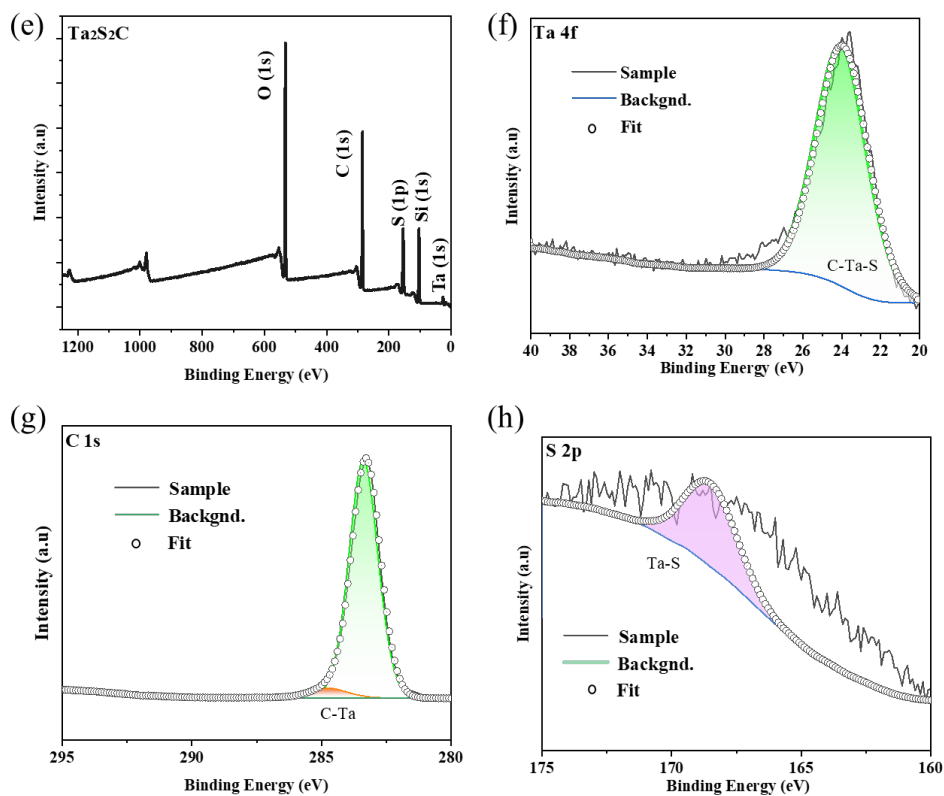 (e)
Ta2S2C
O (1s)
C (1s)
S (1p)
Si (1s)
Ta (1s)
Intensity (a.u)
1200 1000 800 600 400 200 0
Binding Energy (eV)
(f)
Ta 4f
Sample
Backgnd.
Fit
C-Ta-S
Intensity (a.u)
40 38 36 34 32 30 28 26 24 22 20
Binding Energy (eV)
(g)
C 1s
Sample
Backgnd.
Fit
C-Ta
Intensity (a.u)
295 290 285 280
Binding Energy (eV)
(h)
S 2p
Ta-S
Sample
Backgnd.
Fit
Intensity (a.u)
175 170 165 160
Binding Energy (eV)